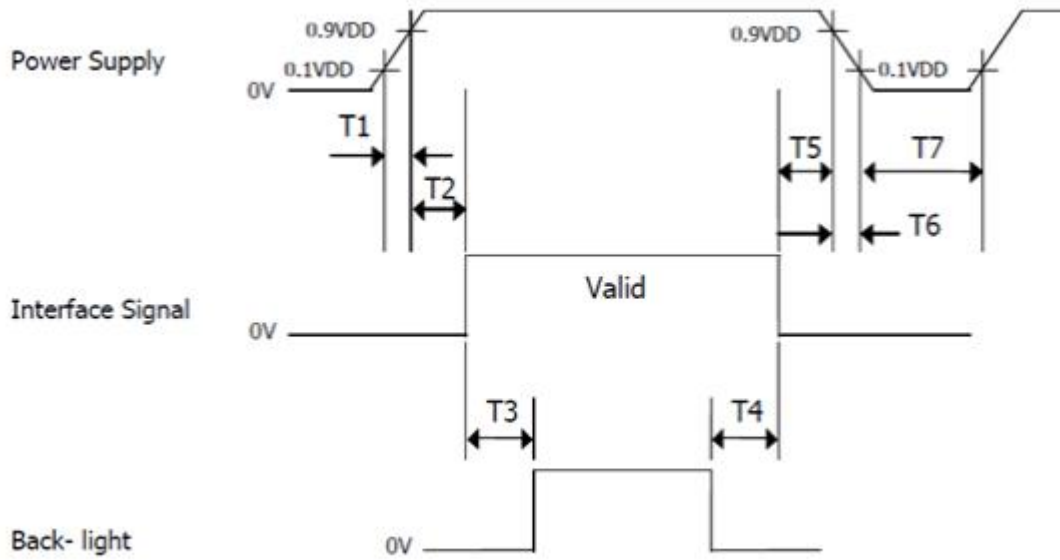 0.9VDD
0.9VDD
Power Supply
0.1VDD
0.1VDD
0V
T1
T5
T7
T2
T6
Valid
Interface Signal
0V
T3
T4
Back- light
0V